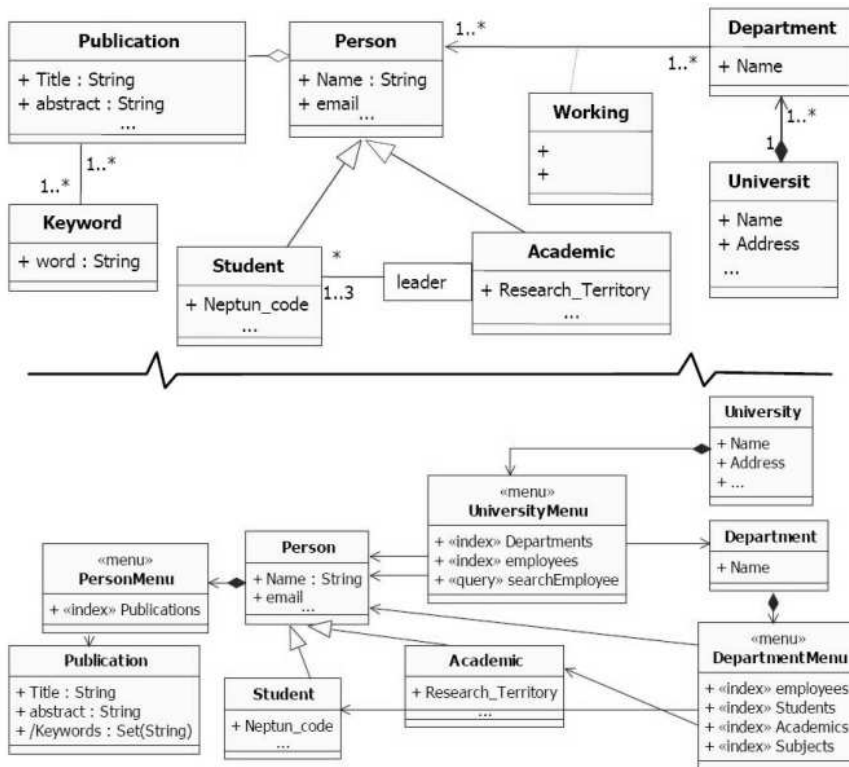 Publication
+ Title : String
+ abstract : String
...
Person
+ Name : String
+ email
...
1..*
1..*
Department
+ Name
Working
+
+
1..*
1
Universit
+ Name
+ Address
...
1..*
1..*
Keyword
+ word : String
Student
+ Neptun_code
...
*
1..3
leader
Academic
+ Research_Territory
...
University
+ Name
+ Address
+ ...
«menu»
UniversityMenu
+ «index» Departments
+ «index» employees
+ «query» searchEmployee
Department
+ Name
Person
+ Name : String
+ email
...
«menu»
PersonMenu
+ «index» Publications
Publication
+ Title : String
+ abstract : String
+ /Keywords : Set(String)
Student
+ Neptun_code
...
Academic
+ Research_Territory
...
«menu»
DepartmentMenu
+ «index» employees
+ «index» Students
+ «index» Academics
+ «index» Subjects